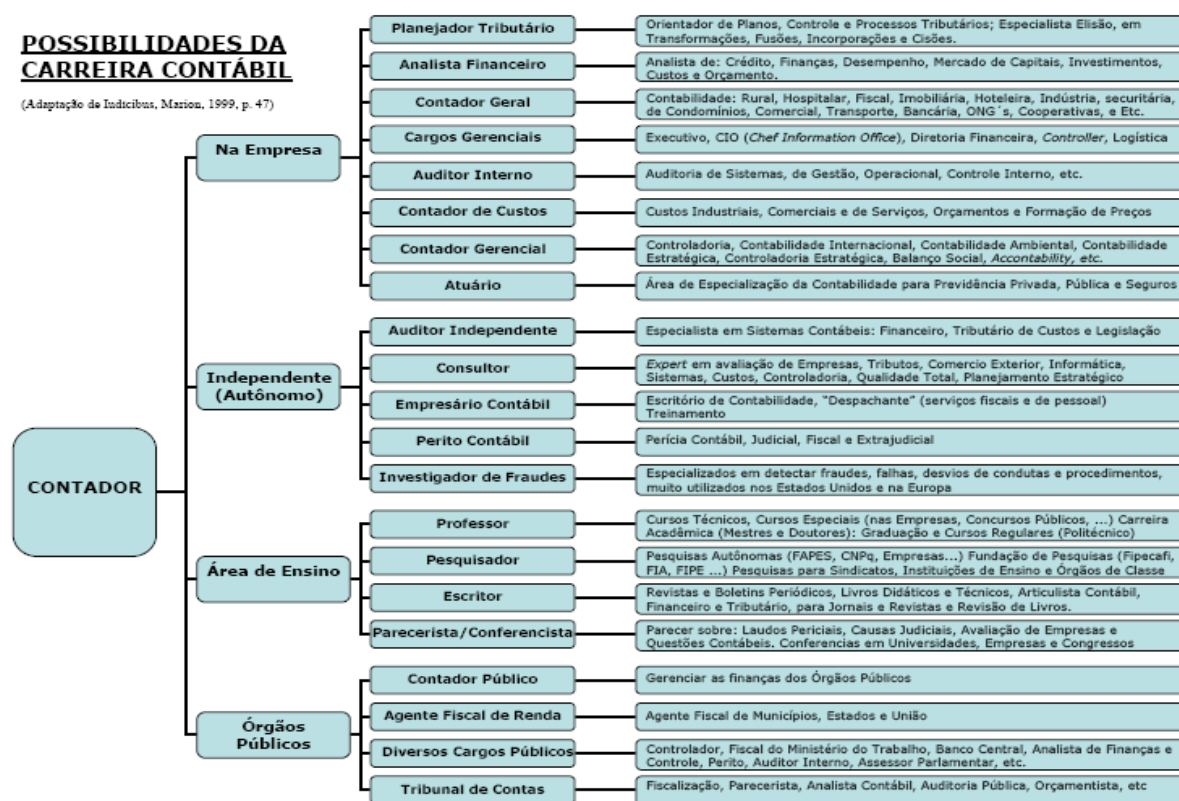 POSSIBILIDADES DA
CARREIRA CONTÁBIL
(Adaptação de Iudicibus, Marion, 1999, p. 47)
CONTADOR
Na Empresa
Planejador Tributário
Orientador de Planos, Controle e Processos Tributários; Especialista Elisão, em
Transformações, Fusões, Incorporações e Cisões.
Analista Financeiro
Analista de: Crédito, Finanças, Desempenho, Mercado de Capitais, Investimentos,
Custos e Orçamento.
Contador Geral
Contabilidade: Rural, Hospitalar, Fiscal, Imobiliária, Hoteleira, Indústria, securitária,
de Condomínios, Comercial, Transporte, Bancária, ONG´s, Cooperativas, e Etc.
Cargos Gerenciais
Executivo, CIO (Chef Information Office), Diretoria Financeira, Controller, Logística
Auditor Interno
Auditoria de Sistemas, de Gestão, Operacional, Controle Interno, etc.
Contador de Custos
Custos Industriais, Comerciais e de Serviços, Orçamentos e Formação de Preços
Contador Gerencial
Controladoria, Contabilidade Internacional, Contabilidade Ambiental, Contabilidade
Estratégica, Controladoria Estratégica, Balanço Social, Accontability, etc.
Atuário
Área de Especialização da Contabilidade para Previdência Privada, Pública e Seguros
Independente
(Autônomo)
Auditor Independente
Especialista em Sistemas Contábeis: Financeiro, Tributário de Custos e Legislação
Consultor
Expert em avaliação de Empresas, Tributos, Comercio Exterior, Informática,
Sistemas, Custos, Controladoria, Qualidade Total, Planejamento Estratégico
Empresário Contábil
Escritório de Contabilidade, "Despachante" (serviços fiscais e de pessoal)
Treinamento
Perito Contábil
Perícia Contábil, Judicial, Fiscal e Extrajudicial
Investigador de Fraudes
Especializados em detectar fraudes, falhas, desvios de condutas e procedimentos,
muito utilizados nos Estados Unidos e na Europa
Área de Ensino
Professor
Cursos Técnicos, Cursos Especiais (nas Empresas, Concursos Públicos, ...) Carreira
Acadêmica (Mestres e Doutores): Graduação e Cursos Regulares (Politécnico)
Pesquisador
Pesquisas Autônomas (FAPES, CNPq, Empresas...) Fundação de Pesquisas (Fipecafi,
FIA, FIPE ...) Pesquisas para Sindicatos, Instituições de Ensino e Órgãos de Classe
Escritor
Revistas e Boletins Periódicos, Livros Didáticos e Técnicos, Articulista Contábil,
Financeiro e Tributário, para Jornais e Revistas e Revisão de Livros.
Parecerista/Conferencista
Parecer sobre: Laudos Periciais, Causas Judiciais, Avaliação de Empresas e
Questões Contábeis. Conferencias em Universidades, Empresas e Congressos
Órgãos
Públicos
Contador Público
Gerenciar as finanças dos Órgãos Públicos
Agente Fiscal de Renda
Agente Fiscal de Municípios, Estados e União
Diversos Cargos Públicos
Controlador, Fiscal do Ministério do Trabalho, Banco Central, Analista de Finanças e
Controle, Perito, Auditor Interno, Assessor Parlamentar, etc.
Tribunal de Contas
Fiscalização, Parecerista, Analista Contábil, Auditoria Pública, Orçamentista, etc